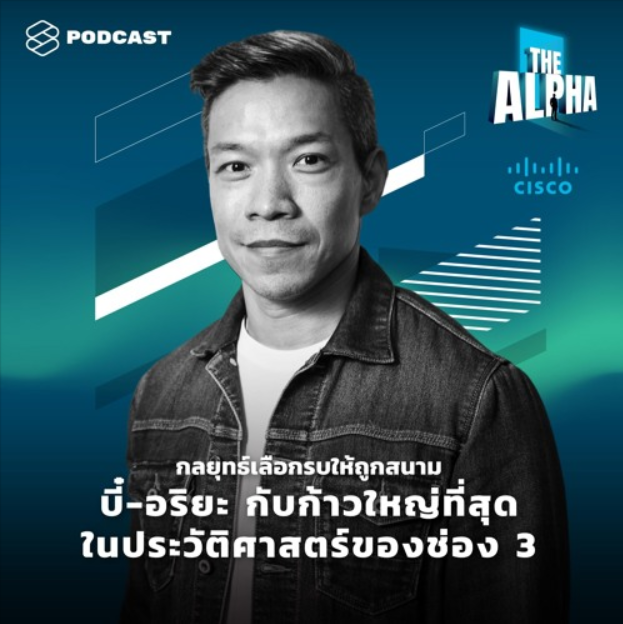 PODCAST
THE
ALPHA
CISCO
กลยุทธ์เลือกรบให้ถูกสนาม
บี๋-อริยะ กับก้าวใหญ่ที่สุด
ในประวัติศาสตร์ของช่อง 3